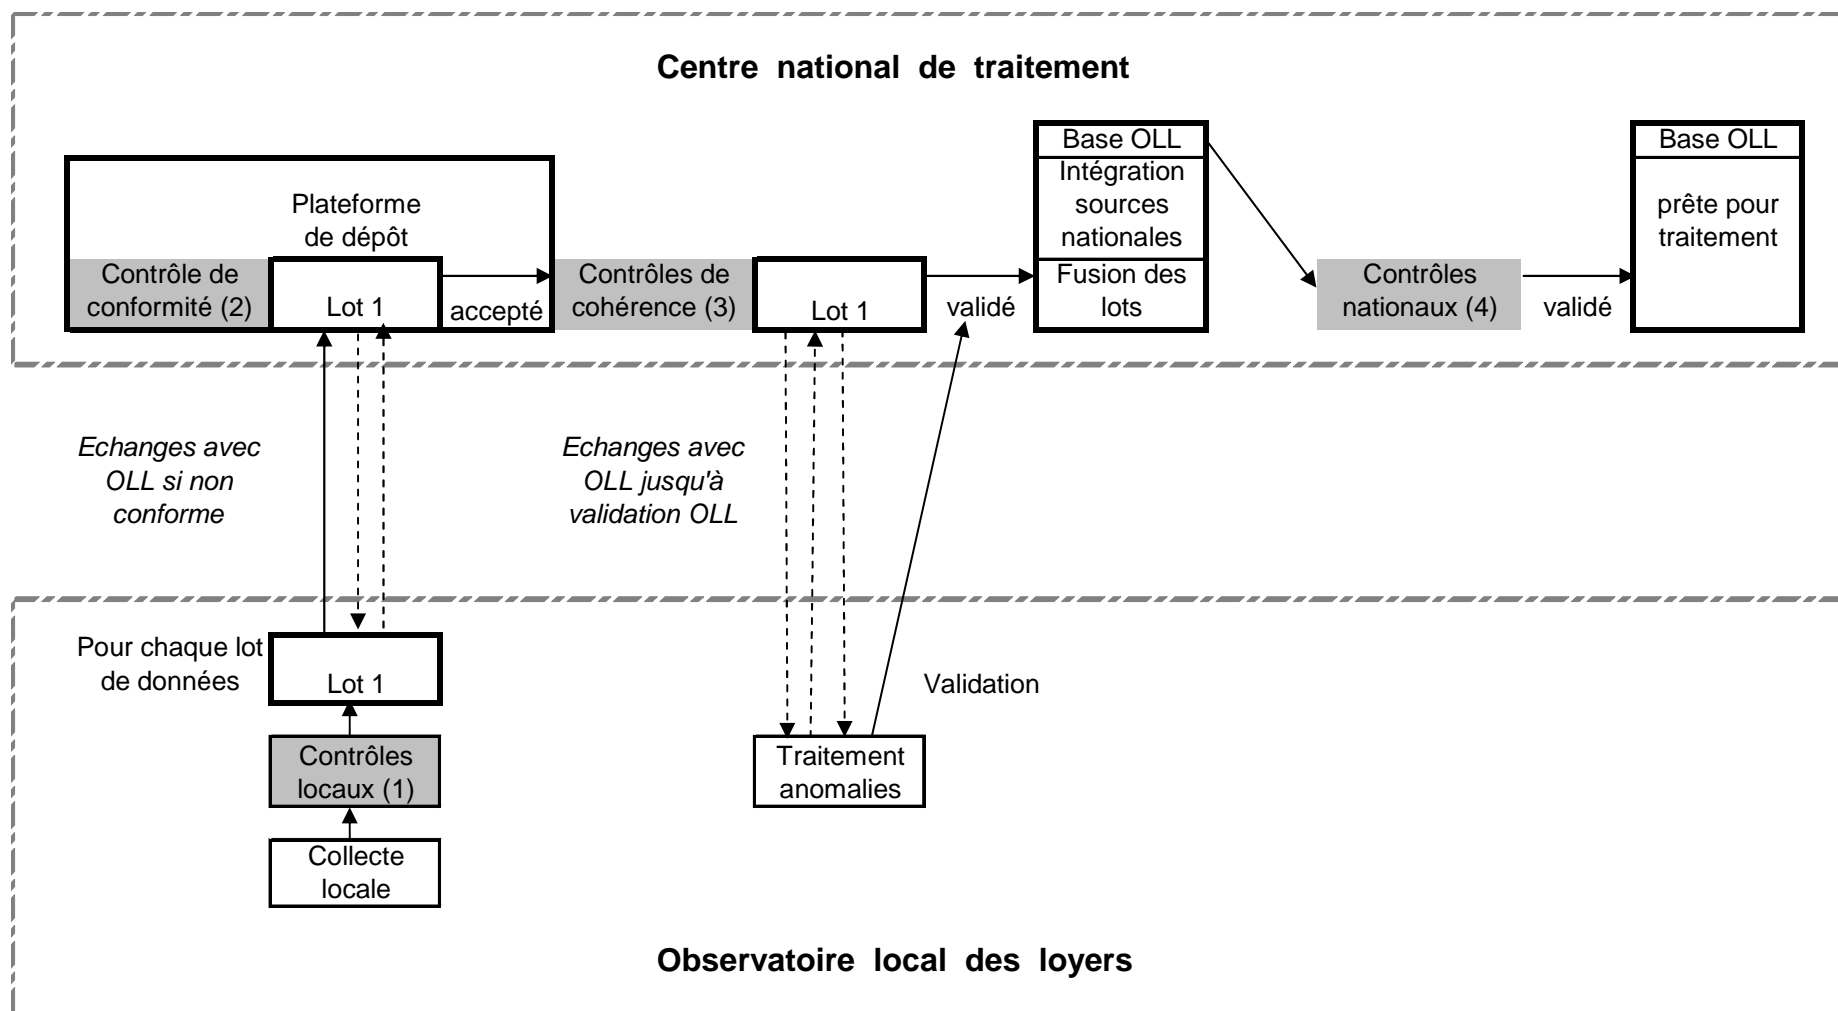 Centre national de traitement
Plateforme
de dépôt
Contrôle de
conformité (2)
Lot 1
accepté
Contrôles de
cohérence (3)
Lot 1
validé
Base OLL
Intégration
sources
nationales
Fusion des
lots
Contrôles
nationaux (4)
validé
Base OLL
prête pour
traitement
Echanges avec
OLL si non
conforme
Echanges avec
OLL jusqu'à
validation OLL
Pour chaque lot
de données
Lot 1
Contrôles
locaux (1)
Collecte
locale
Traitement
anomalies
Validation
Observatoire local des loyers